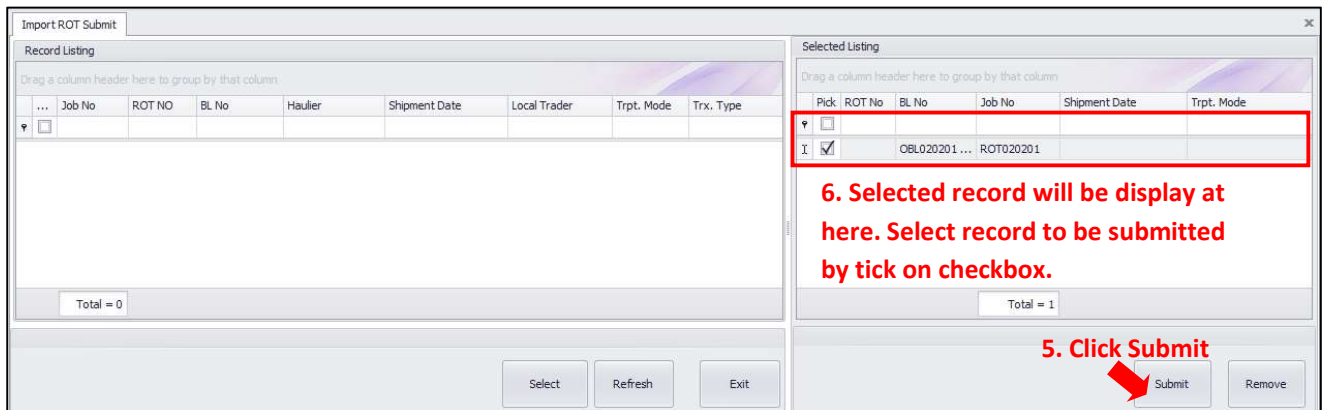 Import ROT Submit
Record Listing
Drag a column header here to group by that column
... Job No ROT NO BL No Haulier Shipment Date Local Trader Trpt. Mode Trx. Type
Total = 0
Select Refresh Exit
Selected Listing
Drag a column header here to group by that column
Pick ROT No BL No Job No Shipment Date Trpt. Mode
OBL020201 ... ROT020201
6. Selected record will be display at
here. Select record to be submitted
by tick on checkbox.
Total = 1
5. Click Submit
Submit Remove